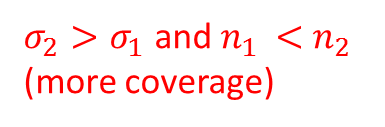 σ₂ > σ₁ and n₁ < n₂
(more coverage)